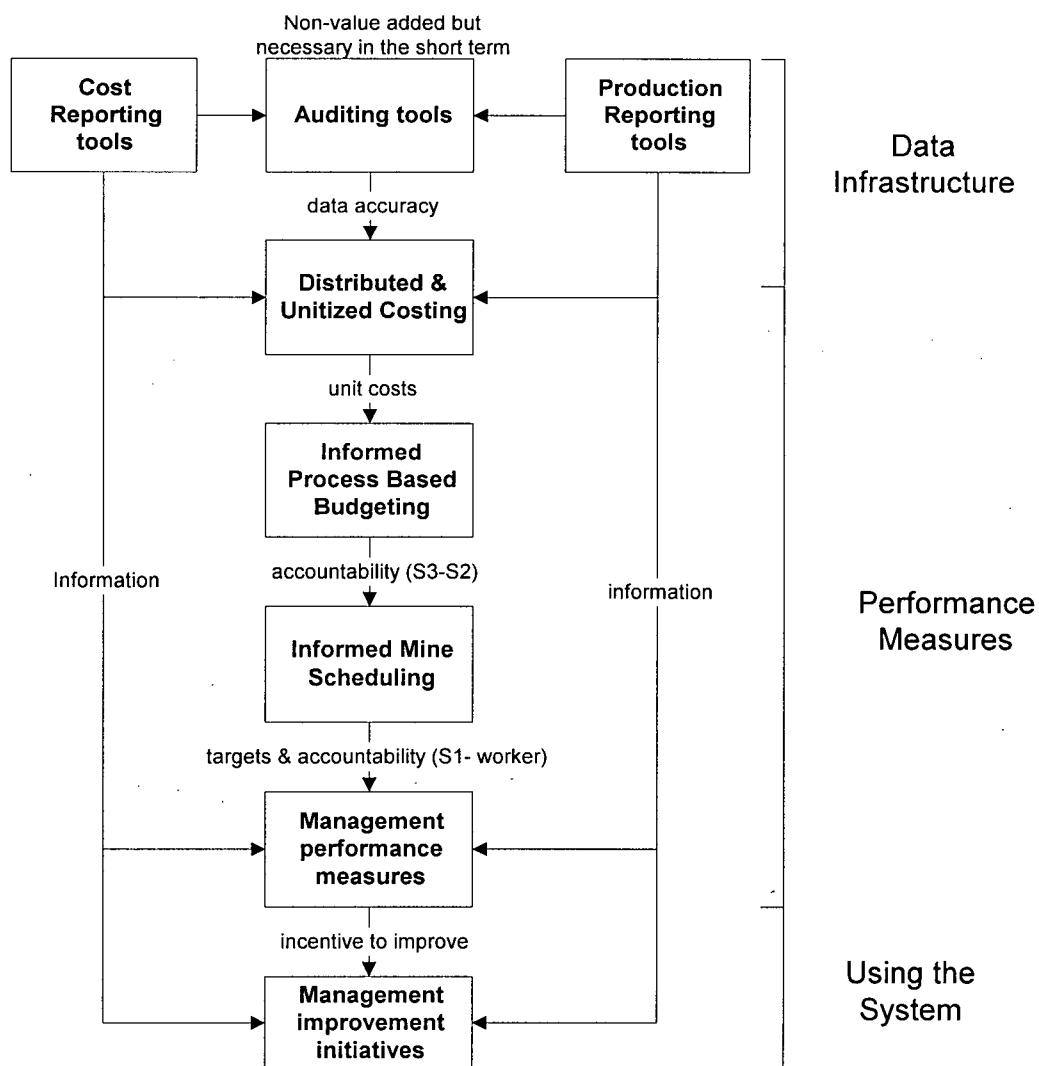 Non-value added but
necessary in the short term
Cost
Reporting
tools
Auditing tools
Production
Reporting
tools
Data
Infrastructure
data accuracy
Distributed &
Unitized Costing
unit costs
Informed
Process Based
Budgeting
Information
accountability (S3-S2)
information
Performance
Measures
Informed Mine
Scheduling
targets & accountability (S1- worker)
Management
performance
measures
incentive to improve
Using the
System
Management
improvement
initiatives